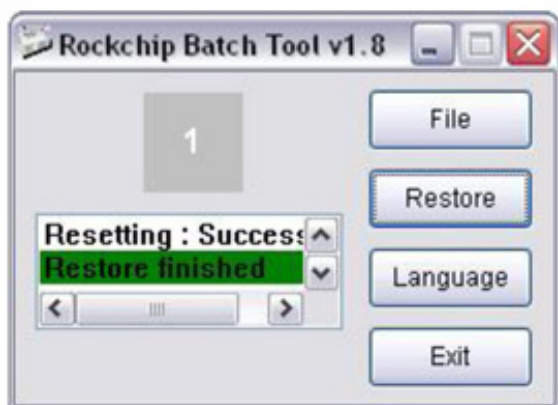 Rockchip Batch Tool v1.8
1
File
Restore
Resetting : Success
Restore finished
Language
Exit